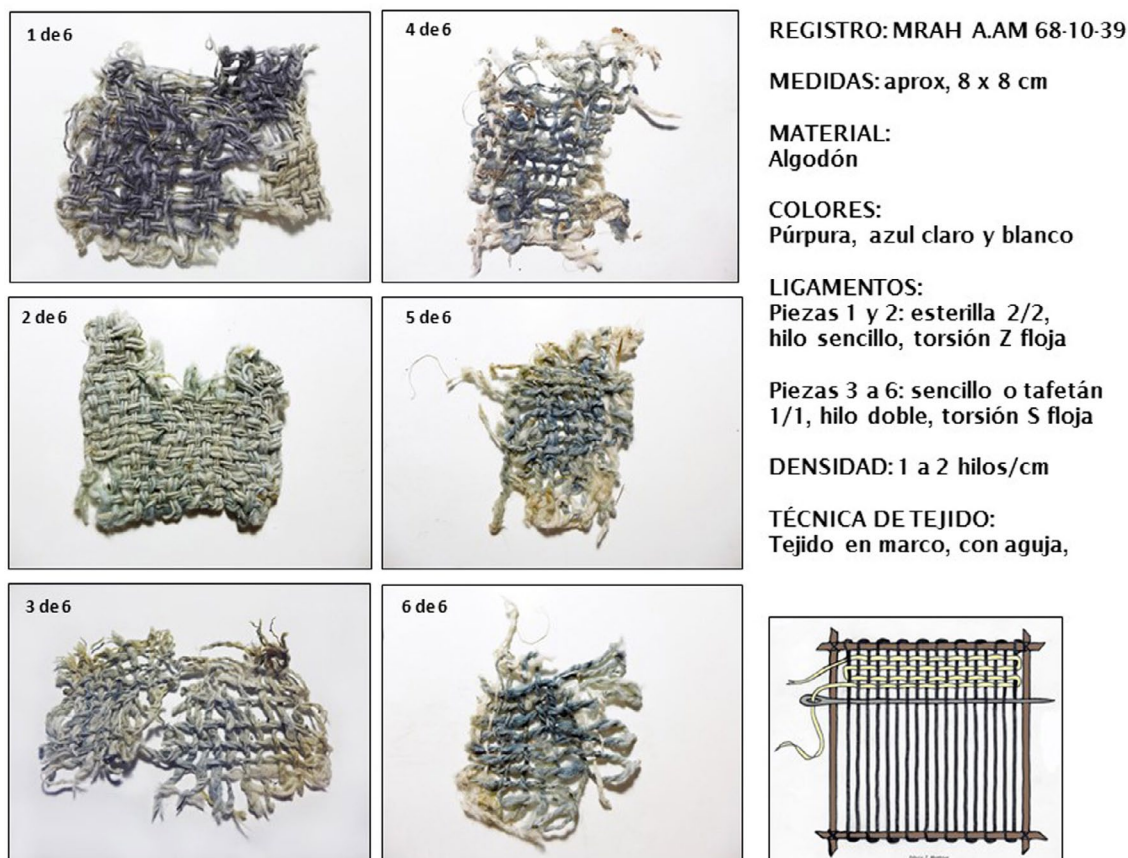 1 de 6
4 de 6
2 de 6
5 de 6
3 de 6
6 de 6
REGISTRO: MRAH A.AM 68-10-39
MEDIDAS: aprox, 8 x 8 cm
MATERIAL:
Algodón
COLORES:
Púrpura, azul claro y blanco
LIGAMENTOS:
Piezas 1 y 2: esterilla 2/2,
hilo sencillo, torsión Z floja
Piezas 3 a 6: sencillo o tafetán
1/1, hilo doble, torsión S floja
DENSIDAD: 1 a 2 hilos/cm
TÉCNICA DE TEJIDO:
Tejido en marco, con aguja,